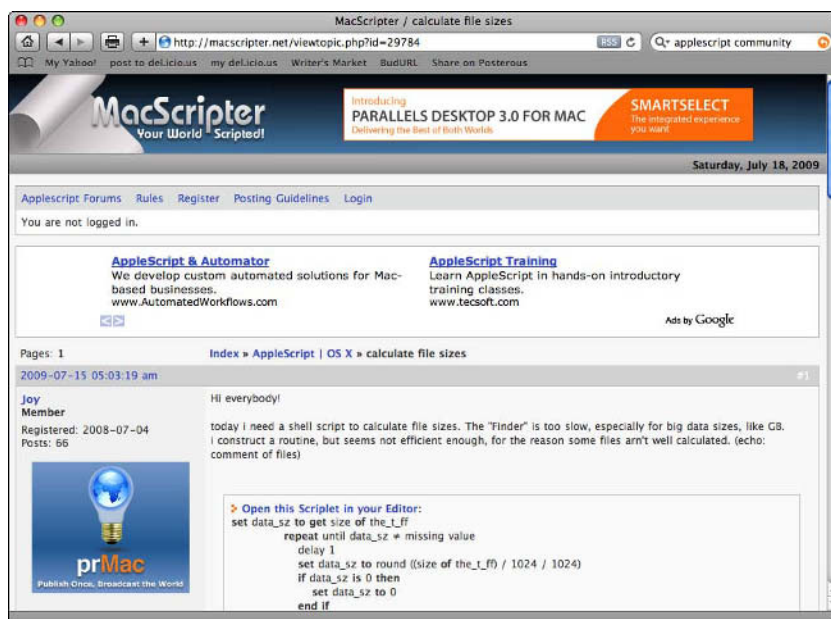 MacScripter / calculate file sizes
http://macscripter.net/viewtopic.php?id=29784
RSS
applescript community
My Yahoo! post to del.icio.us my del.icio.us Writer's Market BudURL Share on Posterous
MacScripter
Your World Scripted!
Introducing
PARALLELS DESKTOP 3.0 FOR MAC
Delivering the Best of Both Worlds
SMARTSELECT
The integrated experience
you want
Saturday, July 18, 2009
Applescript Forums Rules Register Posting Guidelines Login
You are not logged in.
AppleScript & Automator
We develop custom automated solutions for Mac-
based businesses.
www.AutomatedWorkflows.com
AppleScript Training
Learn AppleScript in hands-on introductory
training classes.
www.tecsoft.com
Ads by Google
Pages: 1
Index » AppleScript | OS X » calculate file sizes
2009-07-15 05:03:19 am
#1
Joy
Member
Registered: 2008-07-04
Posts: 66
prMac
Publish Once, Broadcast the World
Hi everybody!
today i need a shell script to calculate file sizes. The "Finder" is too slow, especially for big data sizes, like GB.
i construct a routine, but seems not efficient enough, for the reason some files arn't well calculated. (echo:
comment of files)
Open this Scriplet in your Editor:
set data_sz to get size of the_t_ff
repeat until data_sz ≠ missing value
delay 1
set data_sz to round ((size of the_t_ff) / 1024 / 1024)
if data_sz is 0 then
set data_sz to 0
end if